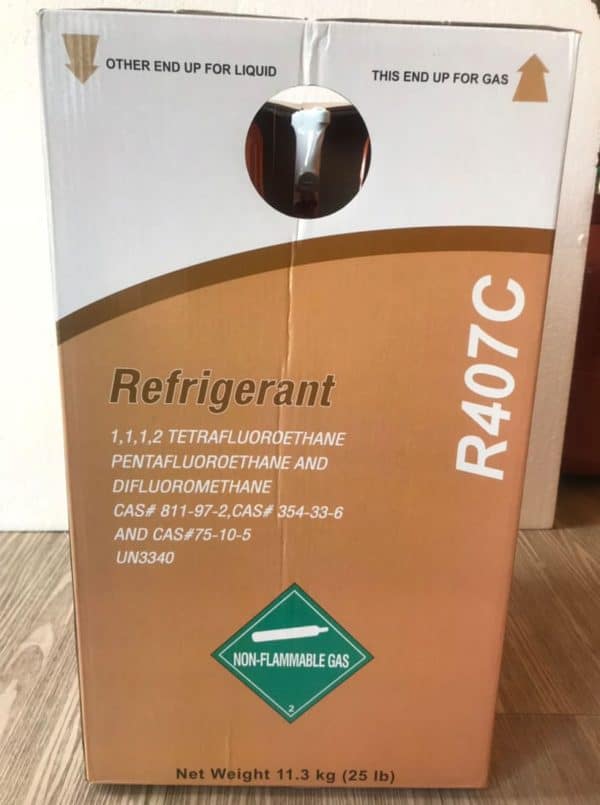 OTHER END UP FOR LIQUID
THIS END UP FOR GAS
R407C
Refrigerant
1,1,1,2 TETRAFLUOROETHANE
PENTAFLUOROETHANE AND
DIFLUOROMETHANE
CAS# 811-97-2,CAS# 354-33-6
AND CAS#75-10-5
UN3340
NON-FLAMMABLE GAS
2
Net Weight 11.3 kg (25 lb)